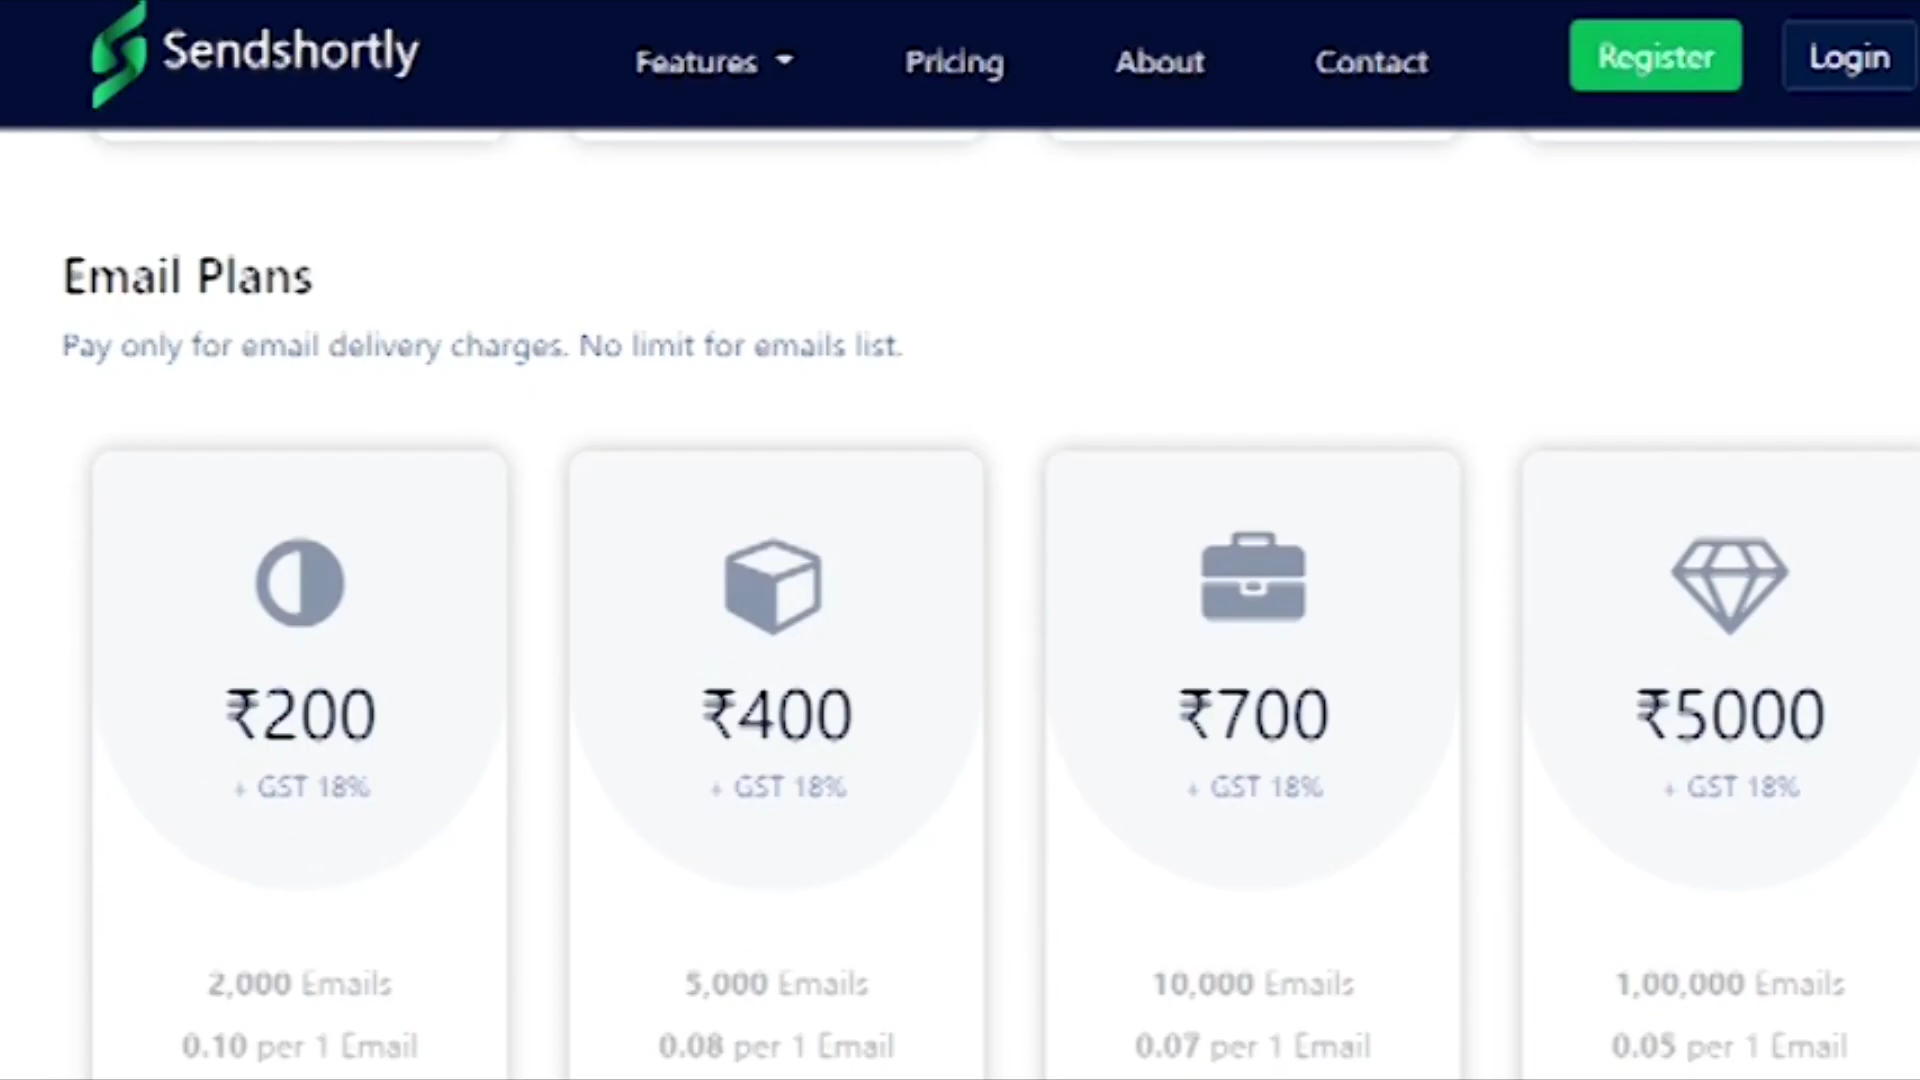 Sendshortly
Features
Pricing
About
Contact
Register
Login
Email Plans
Pay only for email delivery charges. No limit for emails list.
₹200
+ GST 18%
2,000 Emails
0.10 per 1 Email
₹400
+ GST 18%
5,000 Emails
0.08 per 1 Email
₹700
+ GST 18%
10,000 Emails
0.07 per 1 Email
₹5000
+ GST 18%
1,00,000 Emails
0.05 per 1 Email